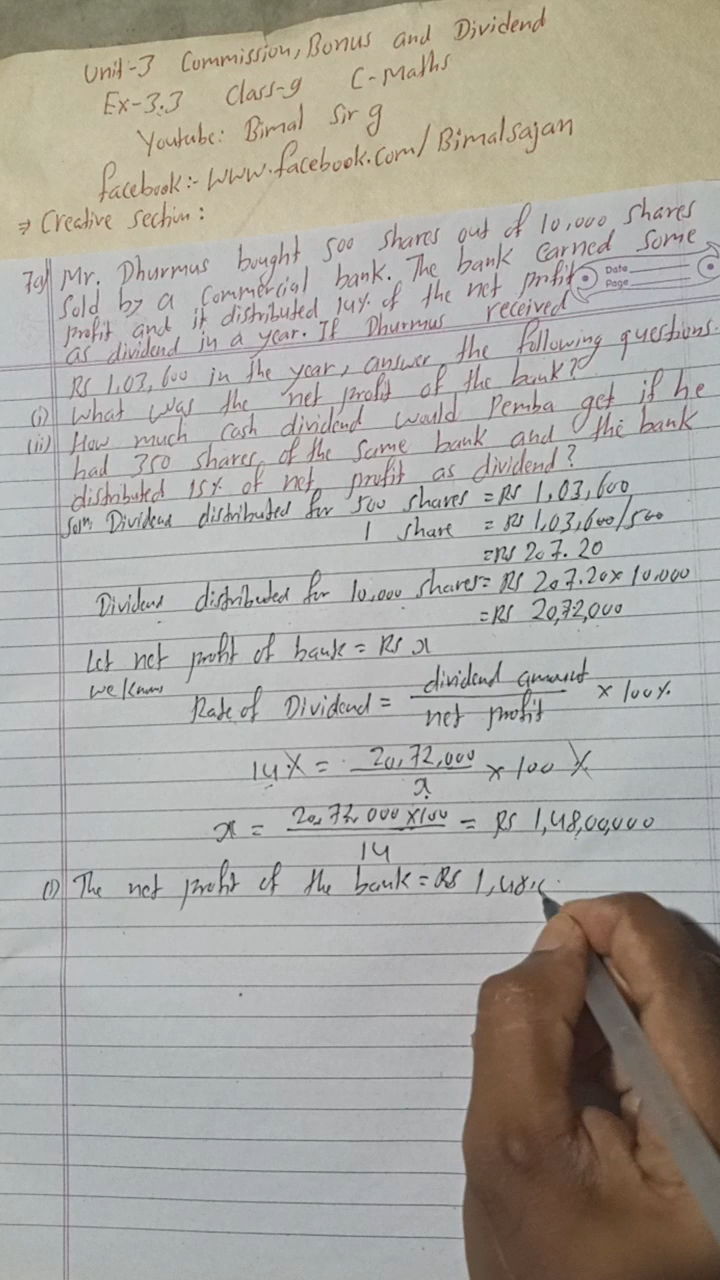 Unit-3 Commission, Bonus and Dividend
Ex-3.3 Class-9 C-Maths
Youtube: Bimal Sir g
facebook:- www.facebook.com/Bimalsajan
⇒ Creative section:
7a) Mr. Dhurmus bought 500 shares out of 10,000 shares
sold by a commercial bank. The bank earned some
profit and it distributed 14% of the net profit
Date
Page
as dividend in a year. If Dhurmus received
RS 1,03,600 in the year, answer the following questions.
(i) What was the net profit of the bank?
(ii) How much cash dividend would Pemba get if he
had 350 shares of the same bank and the bank
distributed 15% of net profit as dividend?
Soln, Dividend distributed for 500 shares = RS 1,03,600
1 share = RS 1,03,600/500
= RS 207.20
Dividend distributed for 10,000 shares = RS 207.20 × 10,000
= RS 20,72,000
Let net profit of bank = RS x
we know
Rate of Dividend = dividend amount / net profit × 100%
14% = 20,72,000 / x × 100%
x = 20,72,000 × 100 / 14 = RS 1,48,00,000
(i) The net profit of the bank = RS 1,48,